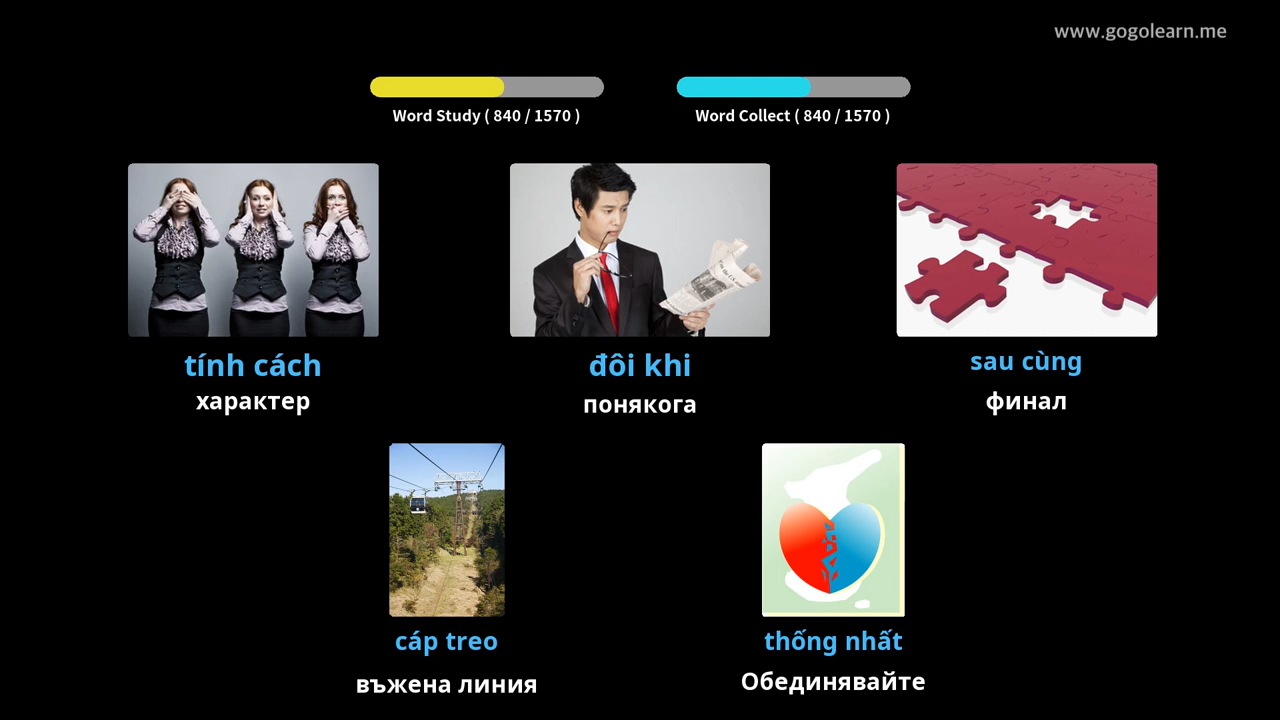 www.gogolearn.me
Word Study ( 840 / 1570 )
Word Collect ( 840 / 1570 )
tính cách
характер
đôi khi
понякога
sau cùng
финал
cáp treo
въжена линия
thống nhất
Обединявайте